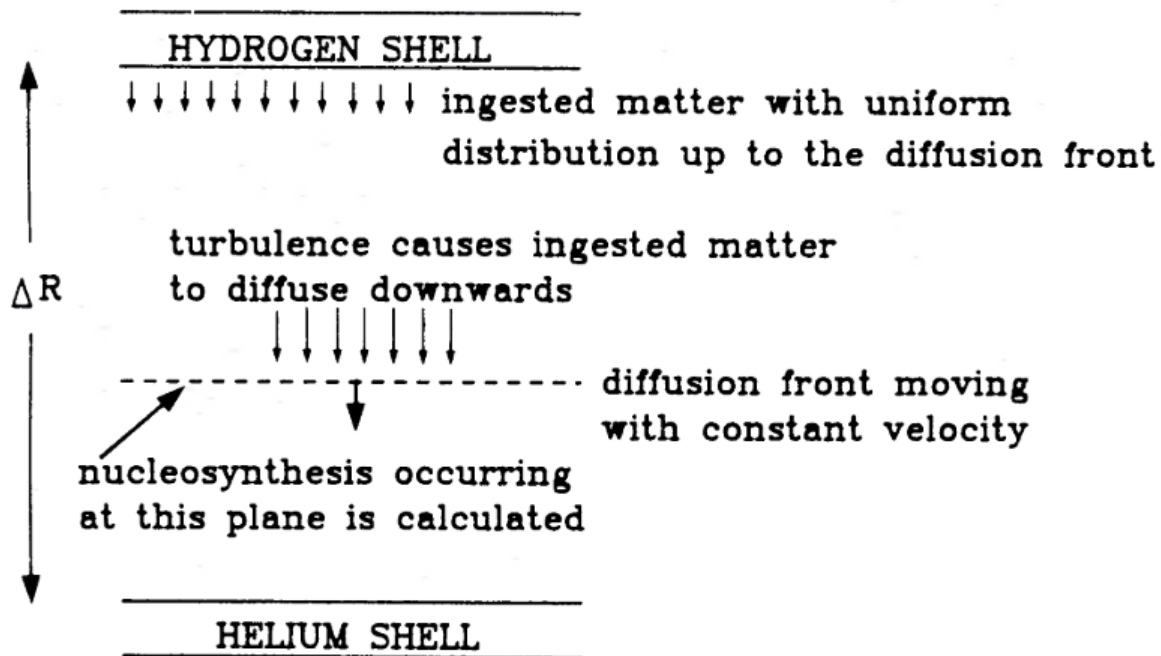 HYDROGEN SHELL
ingested matter with uniform
distribution up to the diffusion front
turbulence causes ingested matter
to diffuse downwards
ΔR
diffusion front moving
with constant velocity
nucleosynthesis occurring
at this plane is calculated
HELIUM SHELL